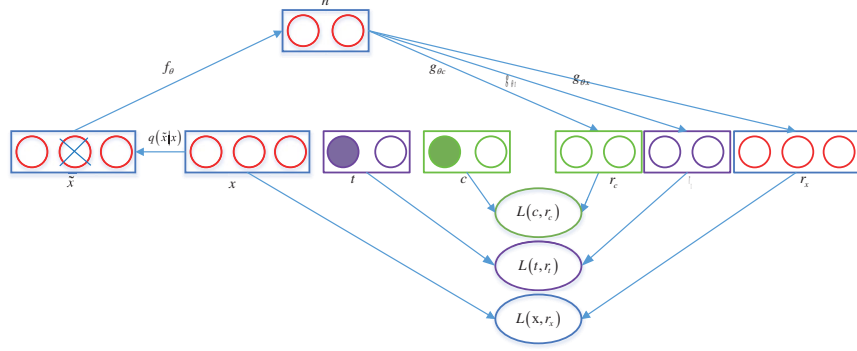 h
f_θ
g_θc
g_θx
q(x̃|x)
x̃
x
t
c
r_c
r_x
L(c,r_c)
L(t,r_t)
L(x,r_x)